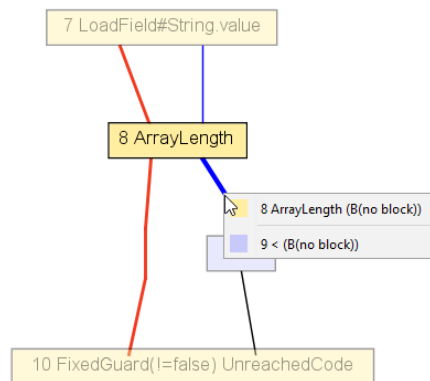 7 LoadField#String.value
8 ArrayLength
8 ArrayLength (B(no block))
9 < (B(no block))
10 FixedGuard(!=false) UnreachedCode